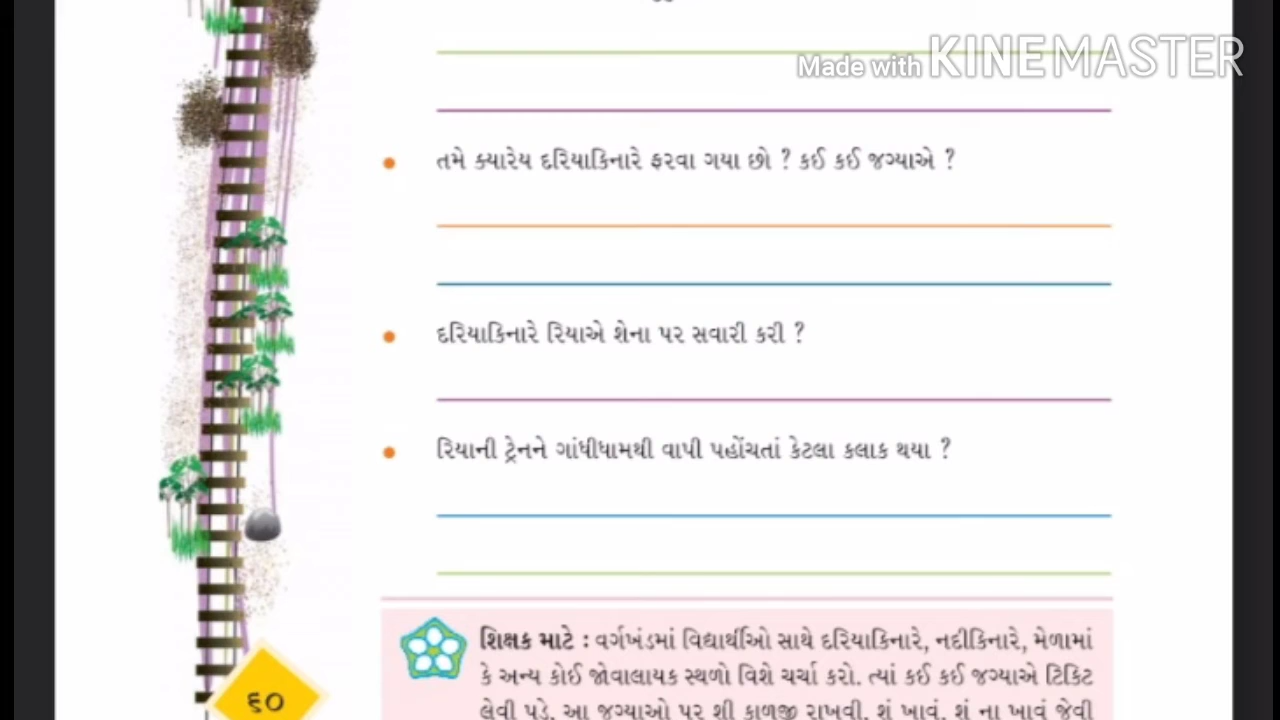 Made with KINEMASTER
તમે ક્યારેય દરિયાકિનારે ફરવા ગયા છો ? કઈ કઈ જગ્યાએ ?
દરિયાકિનારે રિયાએ શેના પર સવારી કરી ?
રિયાની ટ્રેનને ગાંધીધામથી વાપી પહોંચતાં કેટલા કલાક થયા ?
શિક્ષક માટે : વર્ગખંડમાં વિદ્યાર્થીઓ સાથે દરિયાકિનારે, નદીકિનારે, મેળામાં
કે અન્ય કોઈ જોવાલાયક સ્થળો વિશે ચર્ચા કરો. ત્યાં કઈ કઈ જગ્યાએ ટિકિટ
લેવી પડે. આ જગ્યાઓ પર શી કાળજી રાખવી. શું ખાવું. શું ના ખાવું જેવી
૬૦